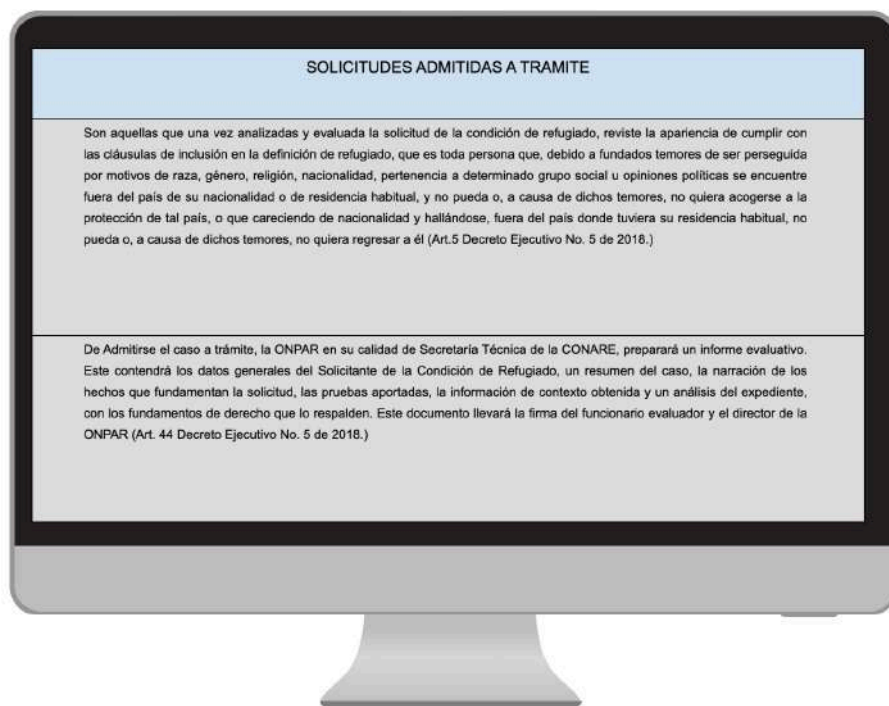 SOLICITUDES ADMITIDAS A TRAMITE
Son aquellas que una vez analizadas y evaluada la solicitud de la condición de refugiado, reviste la apariencia de cumplir con
las cláusulas de inclusión en la definición de refugiado, que es toda persona que, debido a fundados temores de ser perseguida
por motivos de raza, género, religión, nacionalidad, pertenencia a determinado grupo social u opiniones políticas se encuentre
fuera del país de su nacionalidad o de residencia habitual, y no pueda o, a causa de dichos temores, no quiera acogerse a la
protección de tal país, o que careciendo de nacionalidad y hallándose, fuera del país donde tuviera su residencia habitual, no
pueda o, a causa de dichos temores, no quiera regresar a él (Art.5 Decreto Ejecutivo No. 5 de 2018.)
De Admitirse el caso a trámite, la ONPAR en su calidad de Secretaría Técnica de la CONARE, preparará un informe evaluativo.
Este contendrá los datos generales del Solicitante de la Condición de Refugiado, un resumen del caso, la narración de los
hechos que fundamentan la solicitud, las pruebas aportadas, la información de contexto obtenida y un análisis del expediente,
con los fundamentos de derecho que lo respalden. Este documento llevará la firma del funcionario evaluador y el director de la
ONPAR (Art. 44 Decreto Ejecutivo No. 5 de 2018.)